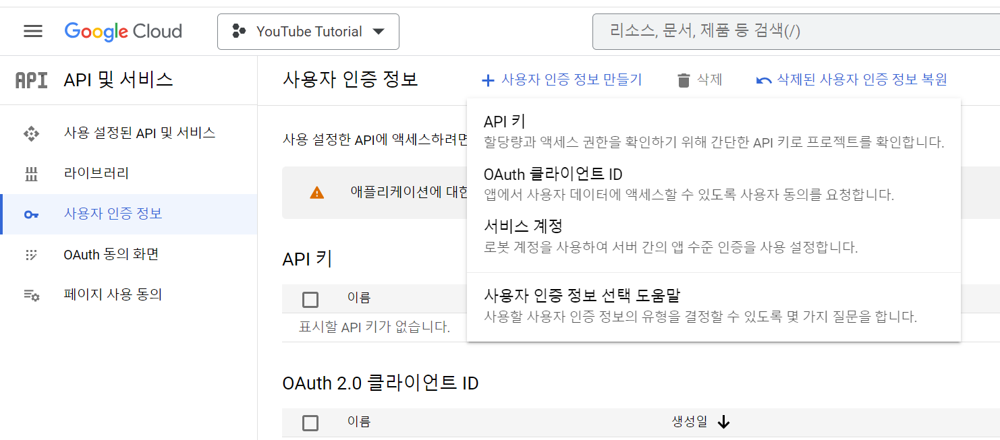 Google Cloud
YouTube Tutorial
리소스, 문서, 제품 등 검색(/)
API
API 및 서비스
사용자 인증 정보
+ 사용자 인증 정보 만들기
삭제
삭제된 사용자 인증 정보 복원
사용 설정된 API 및 서비스
라이브러리
사용자 인증 정보
OAuth 동의 화면
페이지 사용 동의
사용 설정한 API에 액세스하려면
애플리케이션에 대한
API 키
할당량과 액세스 권한을 확인하기 위해 간단한 API 키로 프로젝트를 확인합니다.
OAuth 클라이언트 ID
앱에서 사용자 데이터에 액세스할 수 있도록 사용자 동의를 요청합니다.
서비스 계정
로봇 계정을 사용하여 서버 간의 앱 수준 인증을 사용 설정합니다.
사용자 인증 정보 선택 도움말
사용할 사용자 인증 정보의 유형을 결정할 수 있도록 몇 가지 질문을 합니다.
API 키
이름
표시할 API 키가 없습니다.
OAuth 2.0 클라이언트 ID
이름
생성일